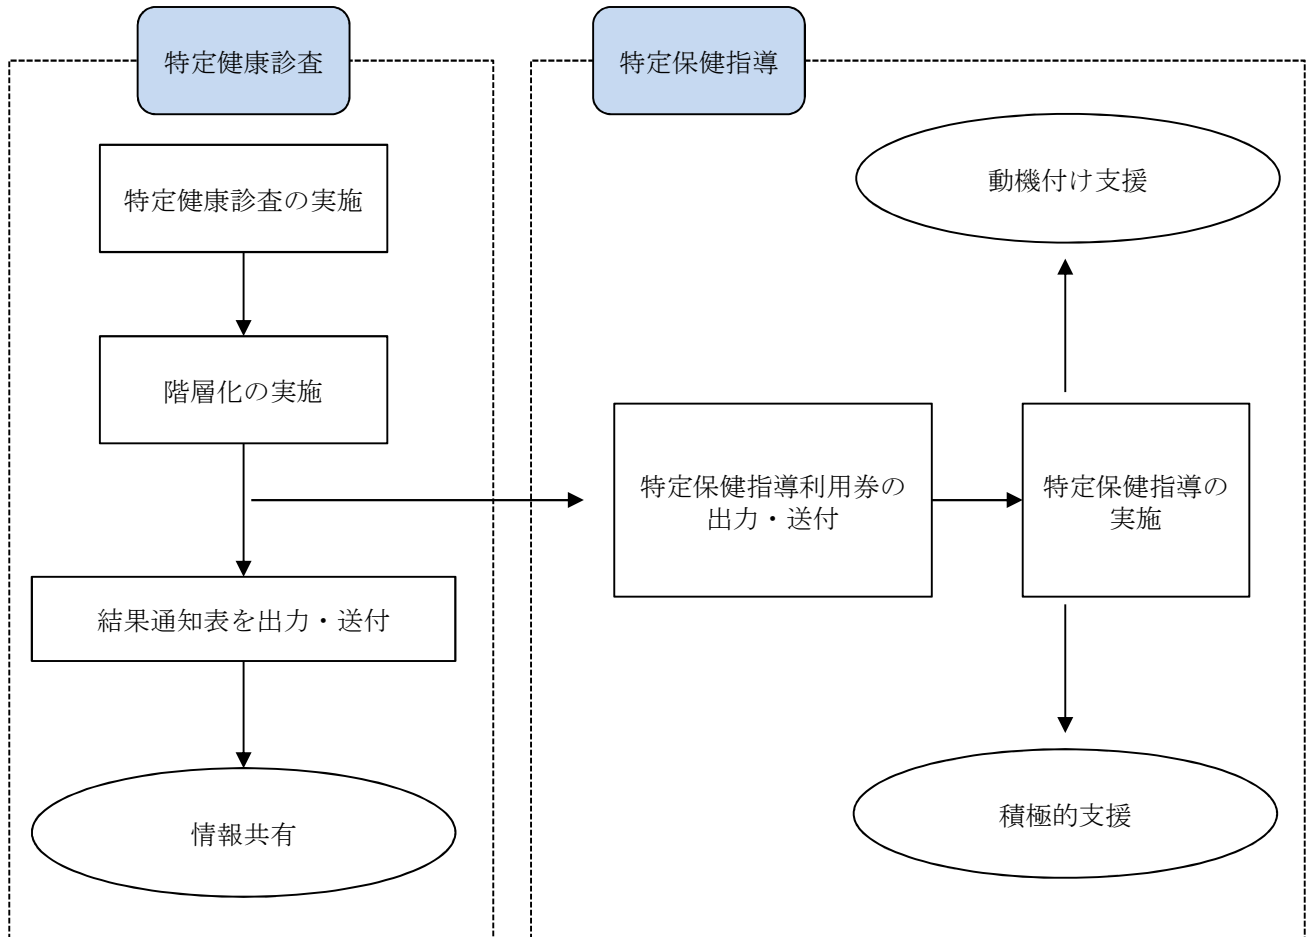 特定健康診査
特定健康診査の実施
階層化の実施
結果通知表を出力・送付
情報共有
特定保健指導
動機付け支援
特定保健指導利用券の
出力・送付
特定保健指導の
実施
積極的支援